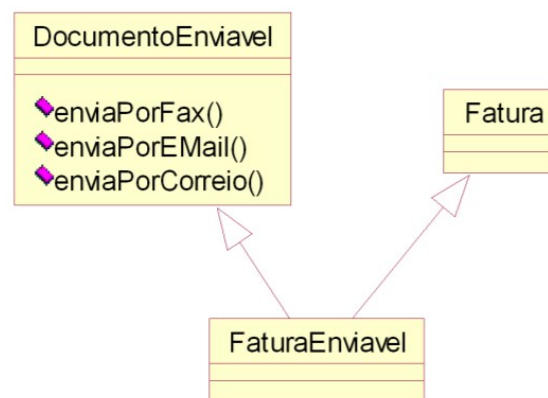 DocumentoEnviavel
enviaPorFax()
enviaPorEMail()
enviaPorCorreio()
Fatura
FaturaEnviavel